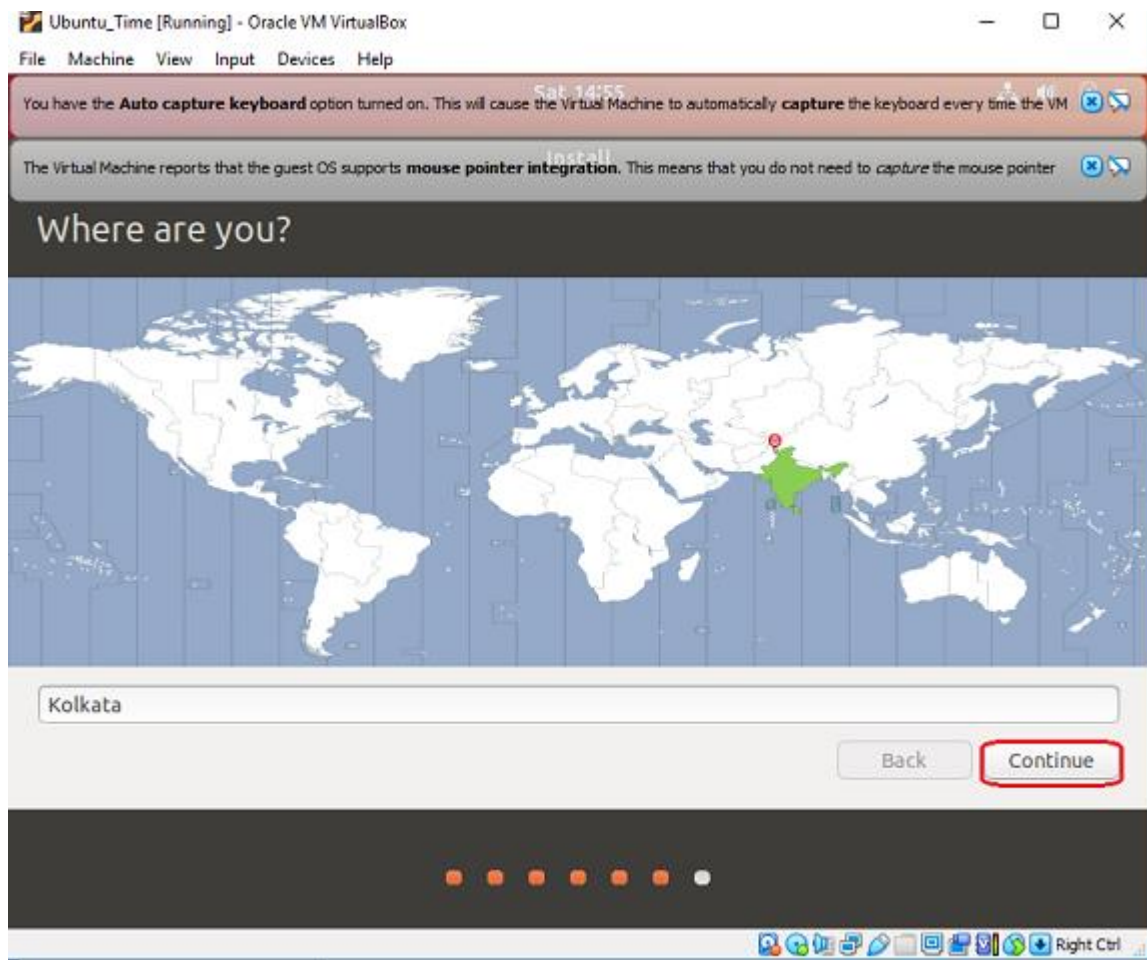 Ubuntu_Time [Running] - Oracle VM VirtualBox
File Machine View Input Devices Help
Sat 14:55
You have the Auto capture keyboard option turned on. This will cause the Virtual Machine to automatically capture the keyboard every time the VM
Install
The Virtual Machine reports that the guest OS supports mouse pointer integration. This means that you do not need to capture the mouse pointer
Where are you?
Kolkata
Back Continue
Right Ctrl